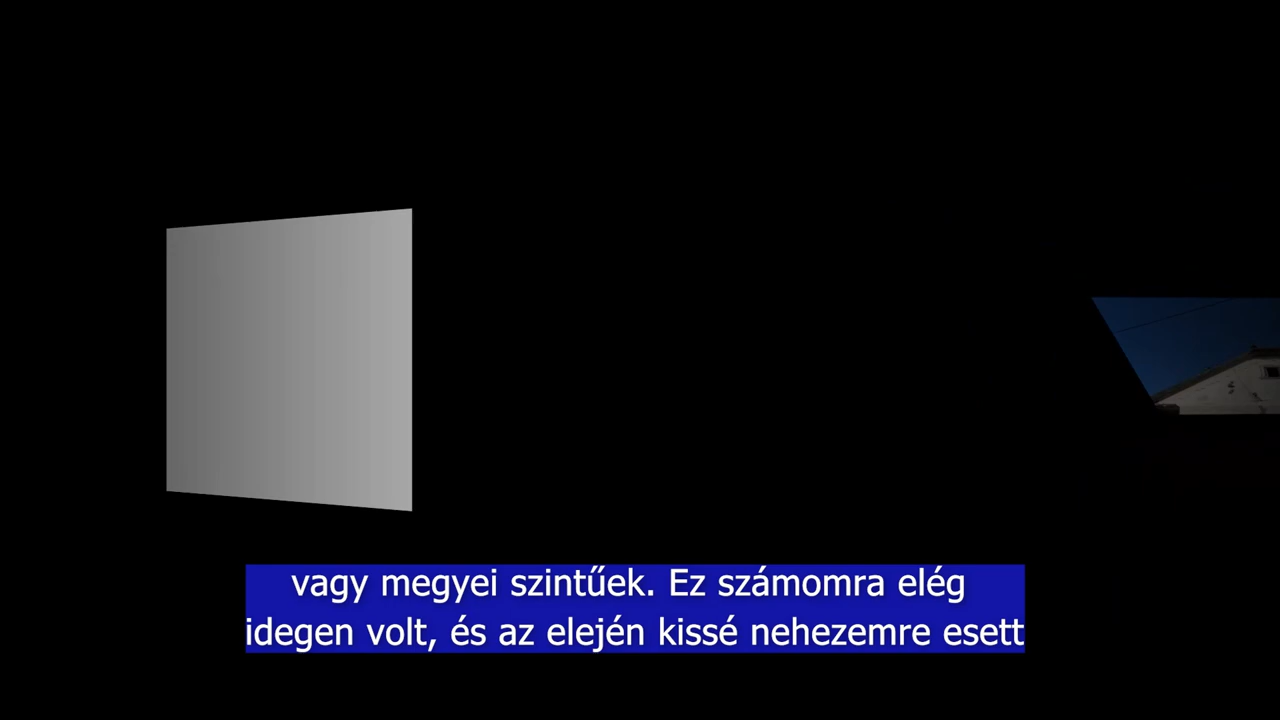 vagy megyei szintűek. Ez számomra elég
idegen volt, és az elején kissé nehezemre esett